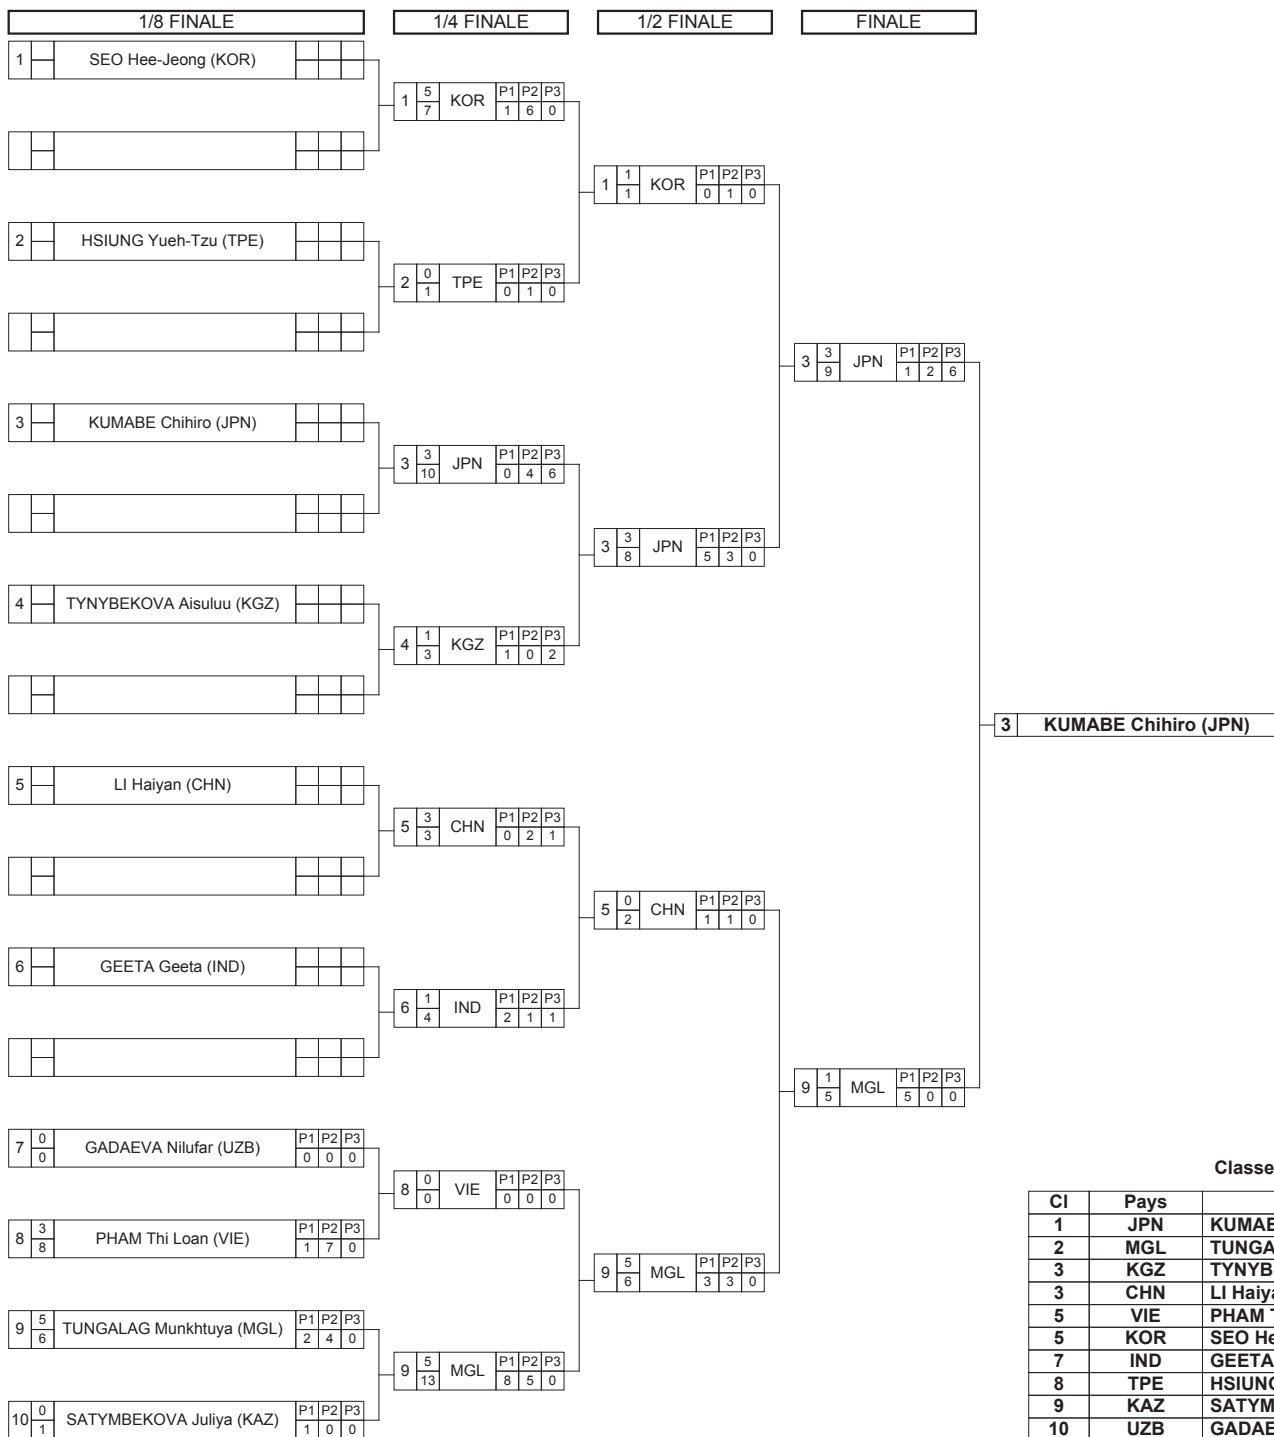 1/8 FINALE 1/4 FINALE 1/2 FINALE FINALE
1 SEO Hee-Jeong (KOR)
1 5 7 KOR P1 P2 P3 1 6 0
1 1 1 KOR P1 P2 P3 0 1 0
2 HSIUNG Yueh-Tzu (TPE)
2 0 1 TPE P1 P2 P3 0 1 0
3 3 9 JPN P1 P2 P3 1 2 6
3 KUMABE Chihiro (JPN)
3 3 10 JPN P1 P2 P3 0 4 6
3 3 8 JPN P1 P2 P3 5 3 0
4 TYNYBEKOVA Aisuluu (KGZ)
4 1 3 KGZ P1 P2 P3 1 0 2
3 KUMABE Chihiro (JPN)
5 LI Haiyan (CHN)
5 3 3 CHN P1 P2 P3 0 2 1
5 0 2 CHN P1 P2 P3 1 1 0
6 GEETA Geeta (IND)
6 1 4 IND P1 P2 P3 2 1 1
9 1 5 MGL P1 P2 P3 5 0 0
7 0 0 GADAEVA Nilufar (UZB) P1 P2 P3 0 0 0
8 0 0 VIE P1 P2 P3 0 0 0
8 3 8 PHAM Thi Loan (VIE) P1 P2 P3 1 7 0
9 5 6 MGL P1 P2 P3 3 3 0
9 5 6 TUNGALAG Munkhtuya (MGL) P1 P2 P3 2 4 0
9 5 13 MGL P1 P2 P3 8 5 0
10 0 1 SATYMBEKOVA Juliya (KAZ) P1 P2 P3 1 0 0
Classe
Cl Pays
1 JPN KUMAB
2 MGL TUNGA
3 KGZ TYNYB
3 CHN LI Haiya
5 VIE PHAM T
5 KOR SEO He
7 IND GEETA
8 TPE HSIUNG
9 KAZ SATYM
10 UZB GADAE